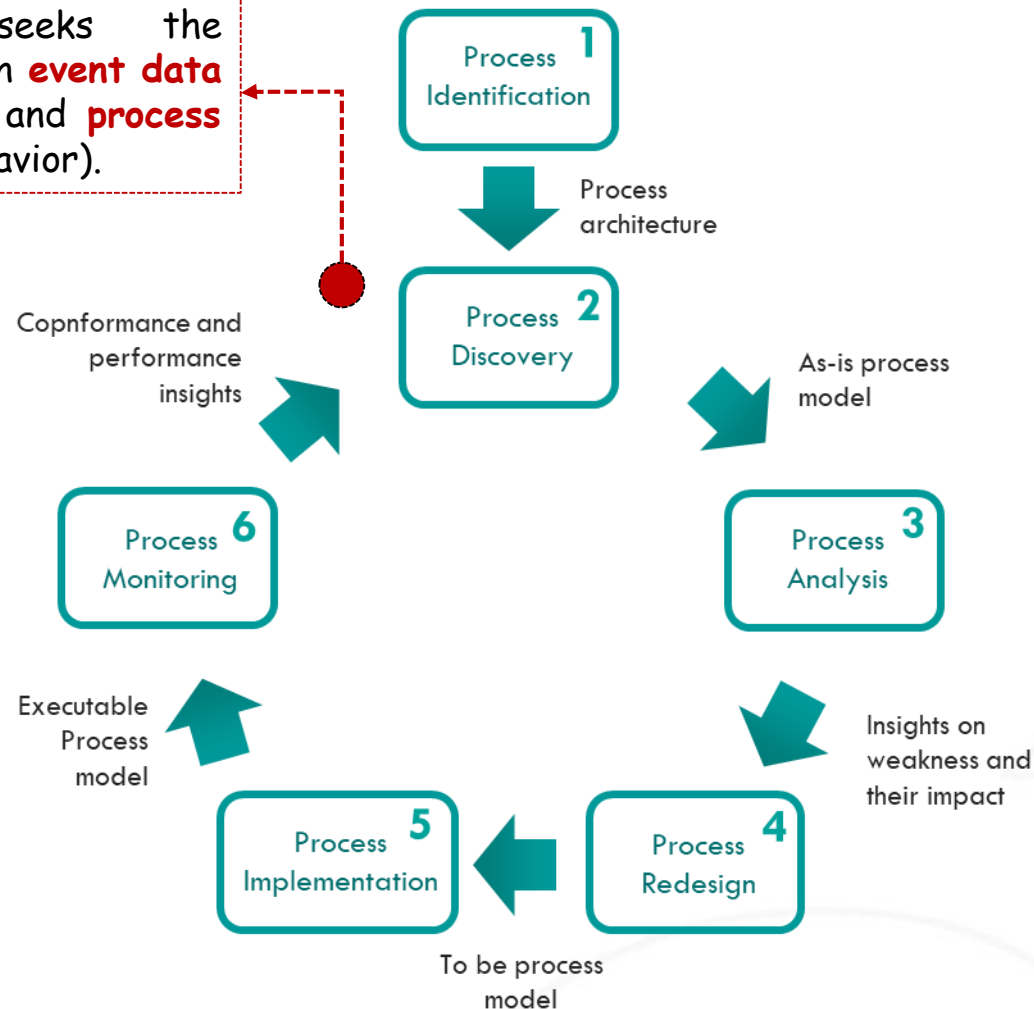 seeks the
event data
and process
avior).
1
Process
Identification
Process
architecture
2
Process
Discovery
As-is process
model
3
Process
Analysis
Insights on
weakness and
their impact
4
Process
Redesign
To be process
model
5
Process
Implementation
Executable
Process
model
6
Process
Monitoring
Copnformance and
performance
insights